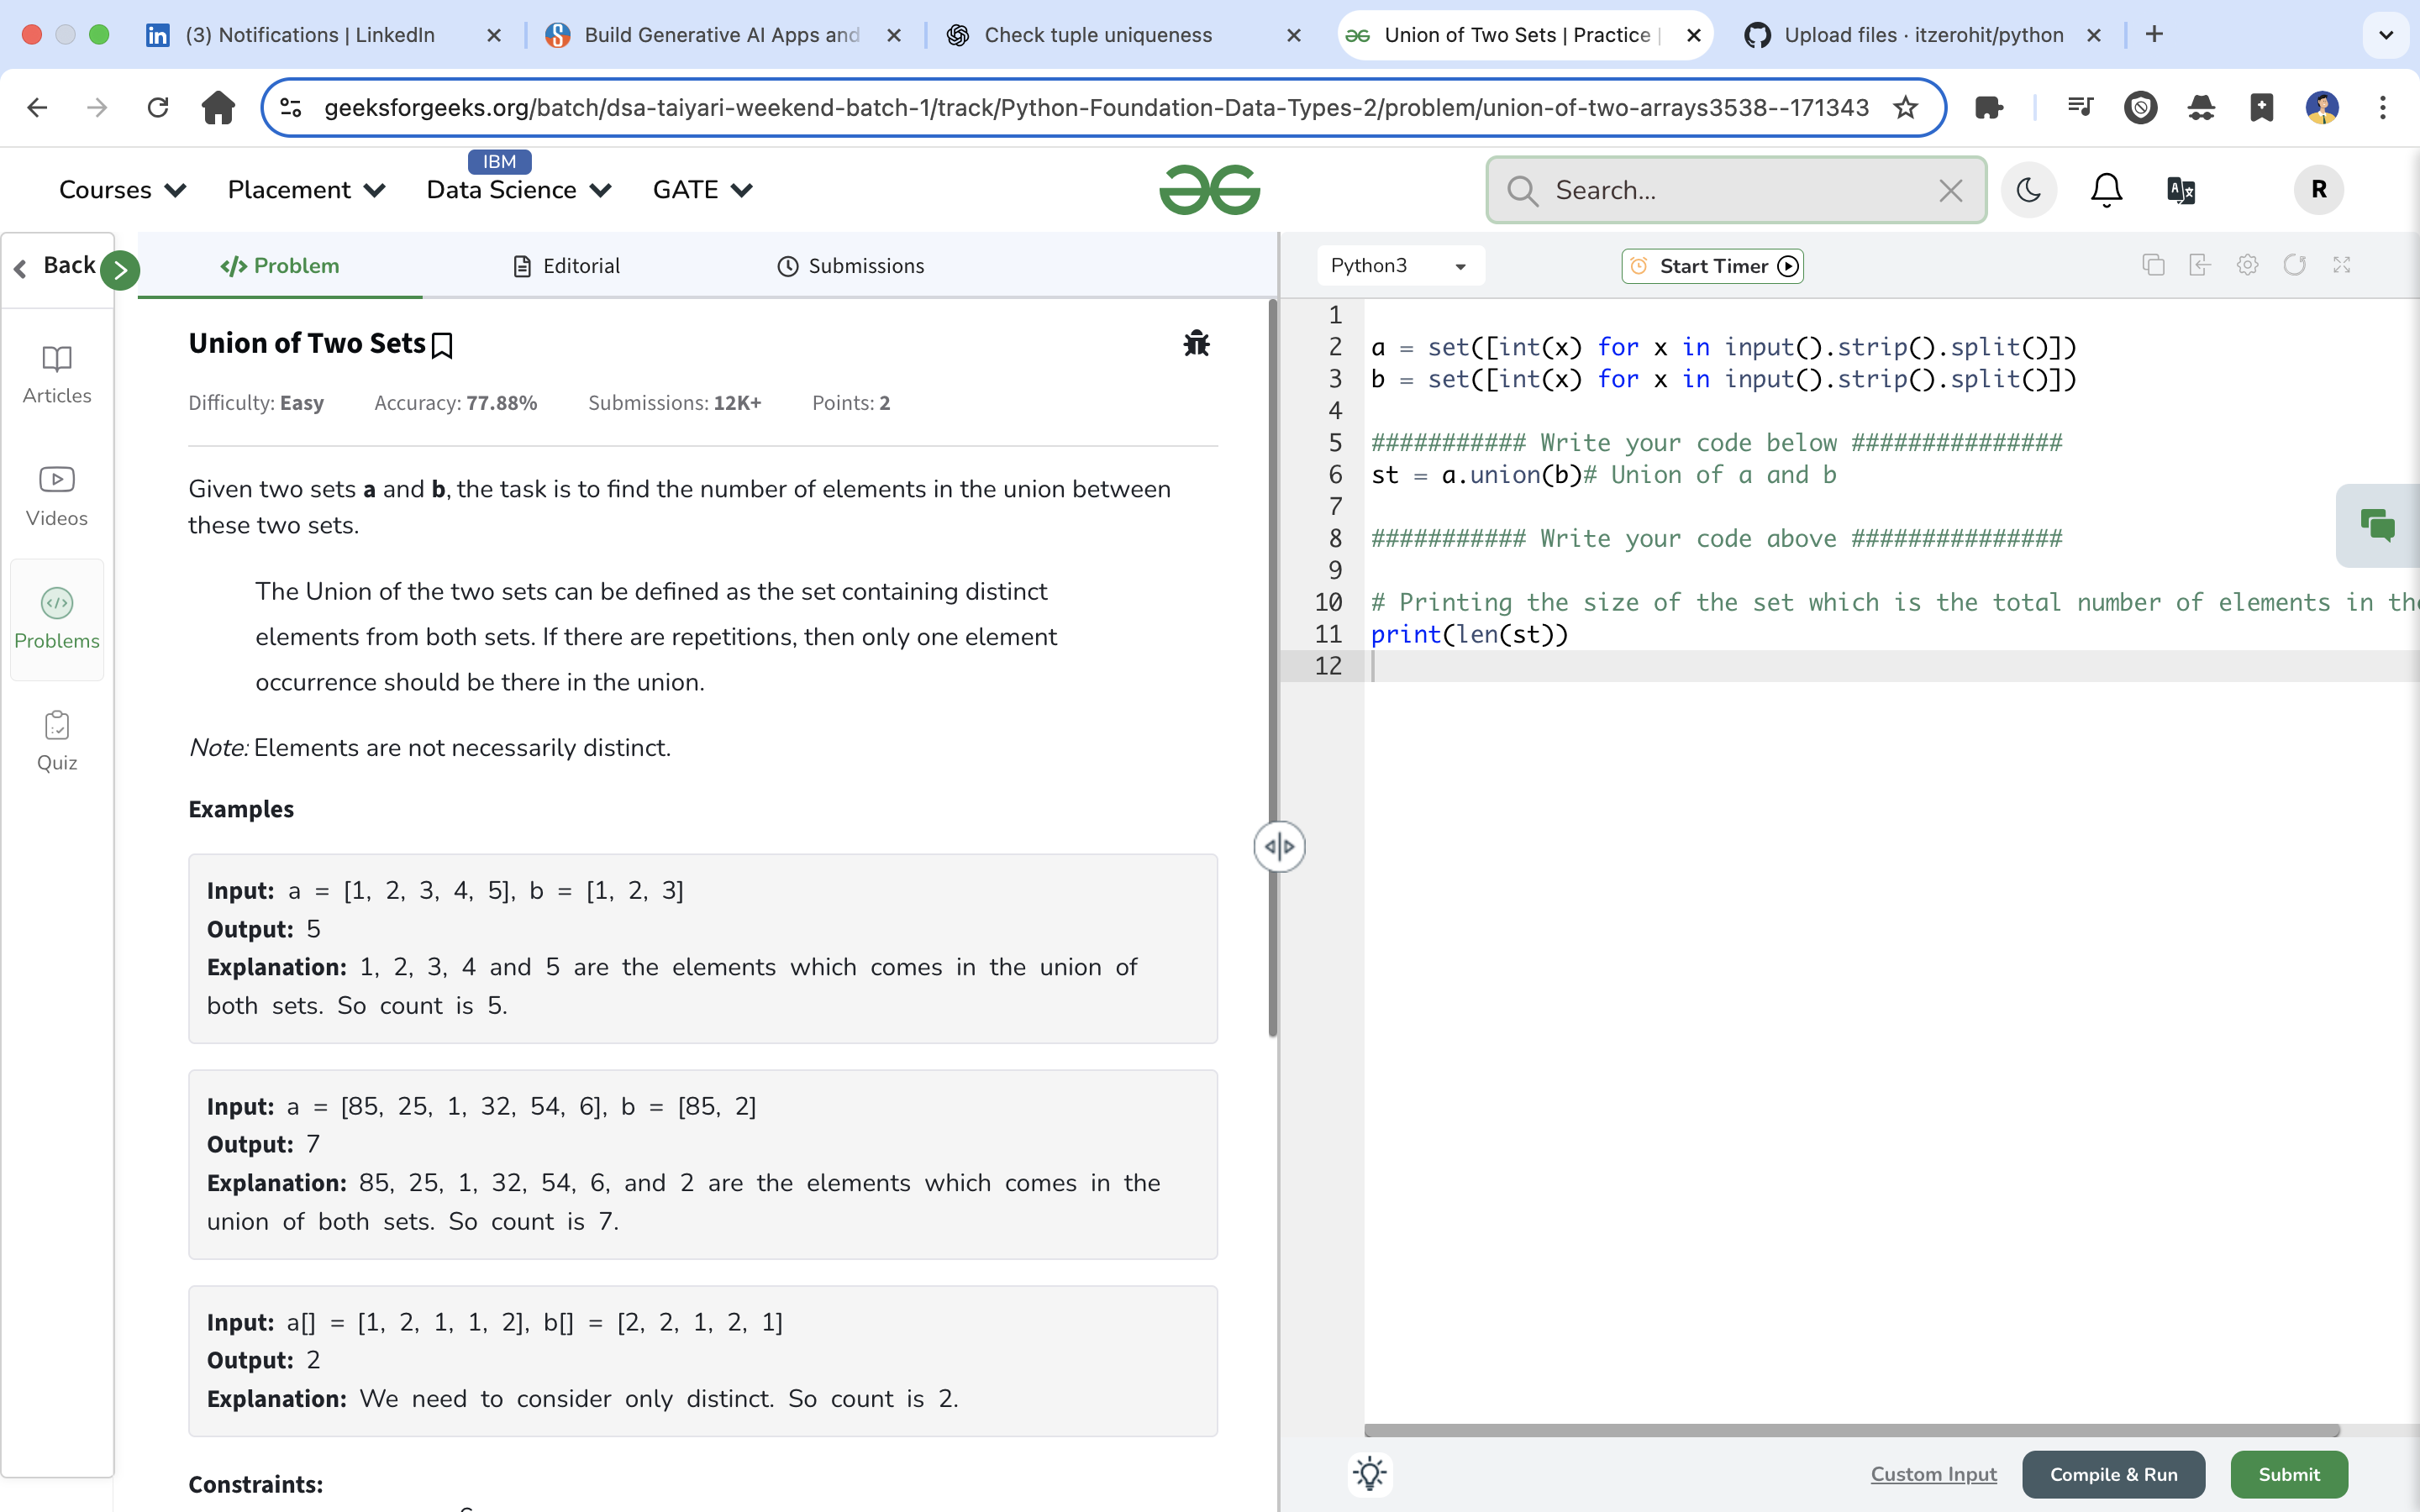 (3) Notifications | LinkedIn
Build Generative AI Apps and
Check tuple uniqueness
Union of Two Sets | Practice |
Upload files · itzerohit/python
geeksforgeeks.org/batch/dsa-taiyari-weekend-batch-1/track/Python-Foundation-Data-Types-2/problem/union-of-two-arrays3538--171343
IBM
Courses
Placement
Data Science
GATE
Search...
R
Back
Articles
Videos
Problems
Quiz
</> Problem
Editorial
Submissions
Union of Two Sets
Difficulty: Easy Accuracy: 77.88% Submissions: 12K+ Points: 2
Given two sets a and b, the task is to find the number of elements in the union between
these two sets.
The Union of the two sets can be defined as the set containing distinct
elements from both sets. If there are repetitions, then only one element
occurrence should be there in the union.
Note: Elements are not necessarily distinct.
Examples
Input: a = [1, 2, 3, 4, 5], b = [1, 2, 3]
Output: 5
Explanation: 1, 2, 3, 4 and 5 are the elements which comes in the union of
both sets. So count is 5.
Input: a = [85, 25, 1, 32, 54, 6], b = [85, 2]
Output: 7
Explanation: 85, 25, 1, 32, 54, 6, and 2 are the elements which comes in the
union of both sets. So count is 7.
Input: a[] = [1, 2, 1, 1, 2], b[] = [2, 2, 1, 2, 1]
Output: 2
Explanation: We need to consider only distinct. So count is 2.
Constraints:
Python3
Start Timer
1
2 a = set([int(x) for x in input().strip().split()])
3 b = set([int(x) for x in input().strip().split()])
4
5 ########### Write your code below ###############
6 st = a.union(b)# Union of a and b
7
8 ########### Write your code above ###############
9
10 # Printing the size of the set which is the total number of elements in
11 print(len(st))
12
Custom Input
Compile & Run
Submit